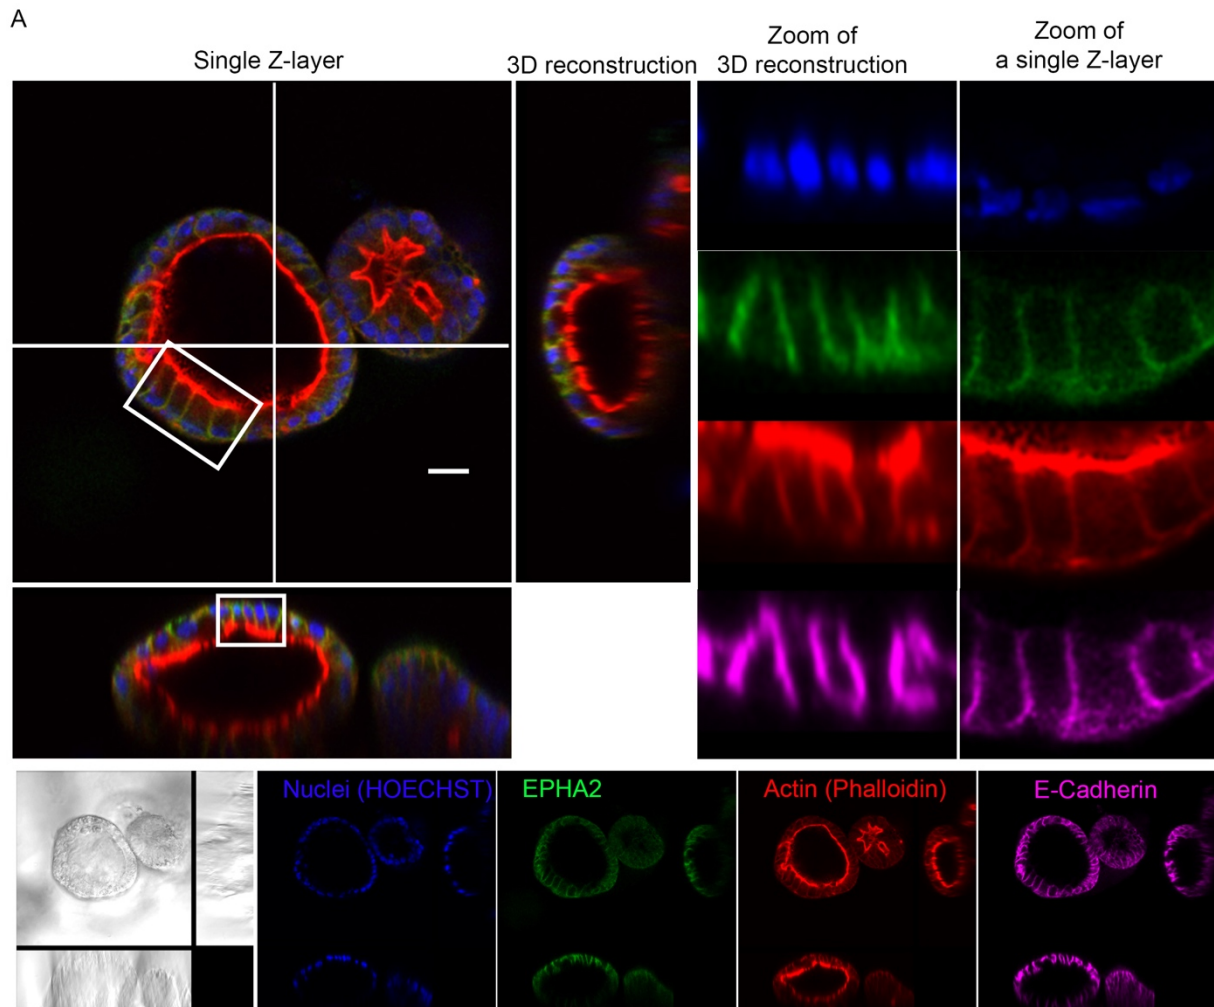 A
Single Z-layer
3D reconstruction
Zoom of
3D reconstruction
Zoom of
a single Z-layer
Nuclei (HOECHST)
EPHA2
Actin (Phalloidin)
E-Cadherin